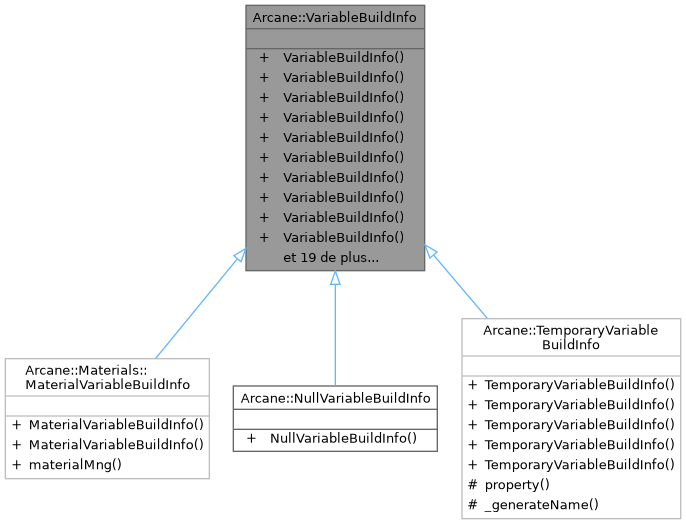 Arcane::VariableBuildInfo
+ VariableBuildInfo()
+ VariableBuildInfo()
+ VariableBuildInfo()
+ VariableBuildInfo()
+ VariableBuildInfo()
+ VariableBuildInfo()
+ VariableBuildInfo()
+ VariableBuildInfo()
+ VariableBuildInfo()
+ VariableBuildInfo()
et 19 de plus...
Arcane::Materials::
MaterialVariableBuildInfo
+ MaterialVariableBuildInfo()
+ MaterialVariableBuildInfo()
+ materialMng()
Arcane::NullVariableBuildInfo
+ NullVariableBuildInfo()
Arcane::TemporaryVariable
BuildInfo
+ TemporaryVariableBuildInfo()
+ TemporaryVariableBuildInfo()
+ TemporaryVariableBuildInfo()
+ TemporaryVariableBuildInfo()
+ TemporaryVariableBuildInfo()
# property()
# _generateName()